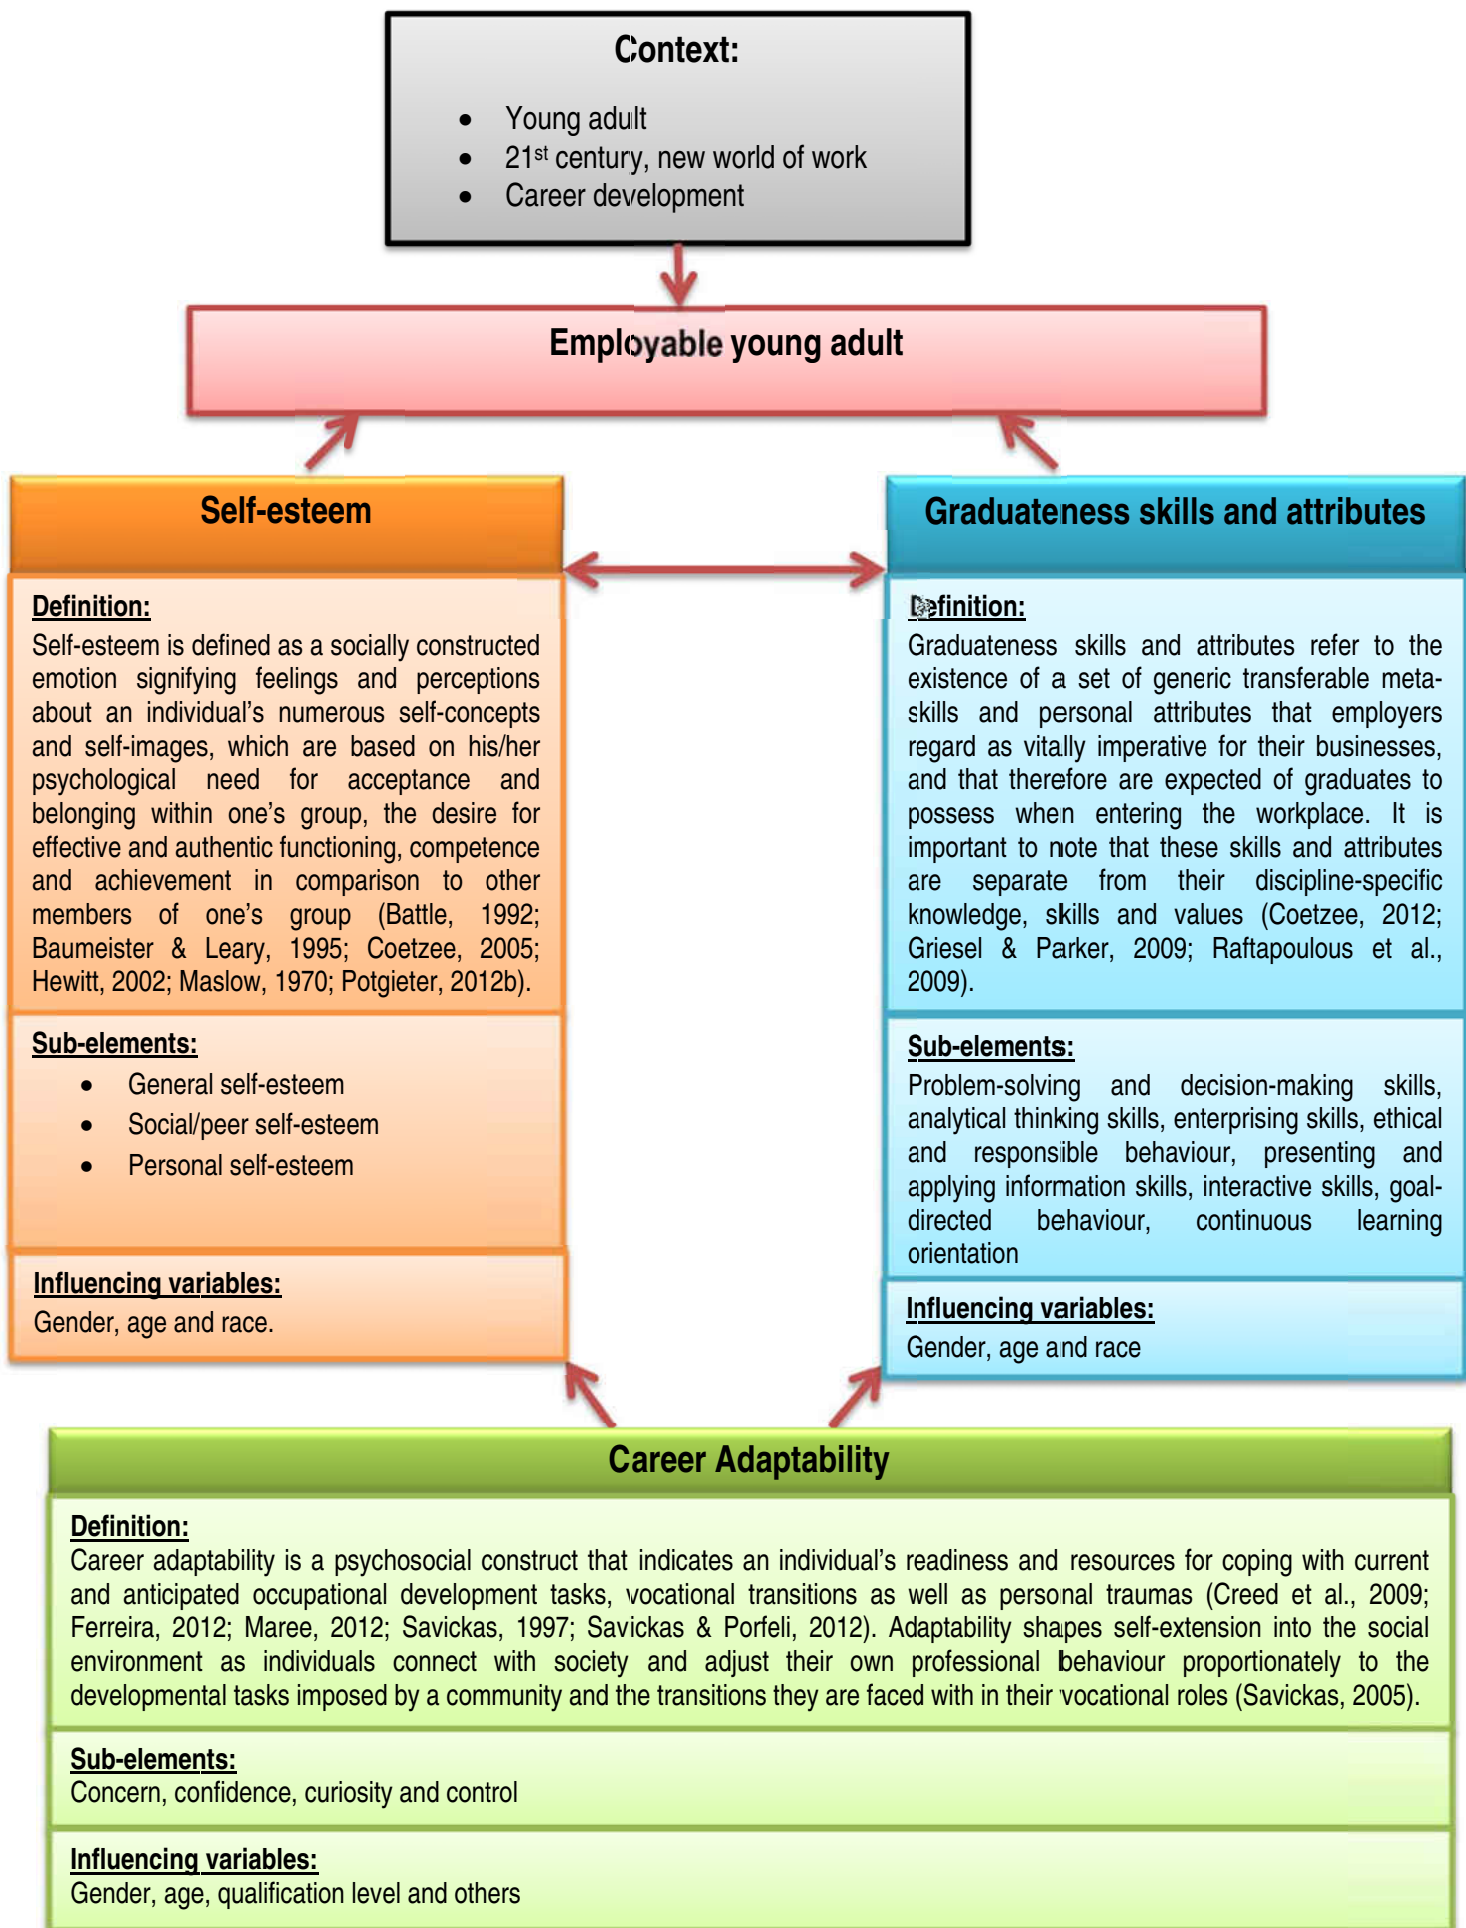 Context:
• Young adult
• 21st century, new world of work
• Career development
Employable young adult
Self-esteem
Definition:
Self-esteem is defined as a socially constructed
emotion signifying feelings and perceptions
about an individual's numerous self-concepts
and self-images, which are based on his/her
psychological need for acceptance and
belonging within one's group, the desire for
effective and authentic functioning, competence
and achievement in comparison to other
members of one's group (Battle, 1992;
Baumeister & Leary, 1995; Coetzee, 2005;
Hewitt, 2002; Maslow, 1970; Potgieter, 2012b).
Sub-elements:
• General self-esteem
• Social/peer self-esteem
• Personal self-esteem
Influencing variables:
Gender, age and race.
Graduateness skills and attributes
Definition:
Graduateness skills and attributes refer to the
existence of a set of generic transferable meta-
skills and personal attributes that employers
regard as vitally imperative for their businesses,
and that therefore are expected of graduates to
possess when entering the workplace. It is
important to note that these skills and attributes
are separate from their discipline-specific
knowledge, skills and values (Coetzee, 2012;
Griesel & Parker, 2009; Raftapoulous et al.,
2009).
Sub-elements:
Problem-solving and decision-making skills,
analytical thinking skills, enterprising skills, ethical
and responsible behaviour, presenting and
applying information skills, interactive skills, goal-
directed behaviour, continuous learning
orientation
Influencing variables:
Gender, age and race
Career Adaptability
Definition:
Career adaptability is a psychosocial construct that indicates an individual's readiness and resources for coping with current
and anticipated occupational development tasks, vocational transitions as well as personal traumas (Creed et al., 2009;
Ferreira, 2012; Maree, 2012; Savickas, 1997; Savickas & Porfeli, 2012). Adaptability shapes self-extension into the social
environment as individuals connect with society and adjust their own professional behaviour proportionately to the
developmental tasks imposed by a community and the transitions they are faced with in their vocational roles (Savickas, 2005).
Sub-elements:
Concern, confidence, curiosity and control
Influencing variables:
Gender, age, qualification level and others